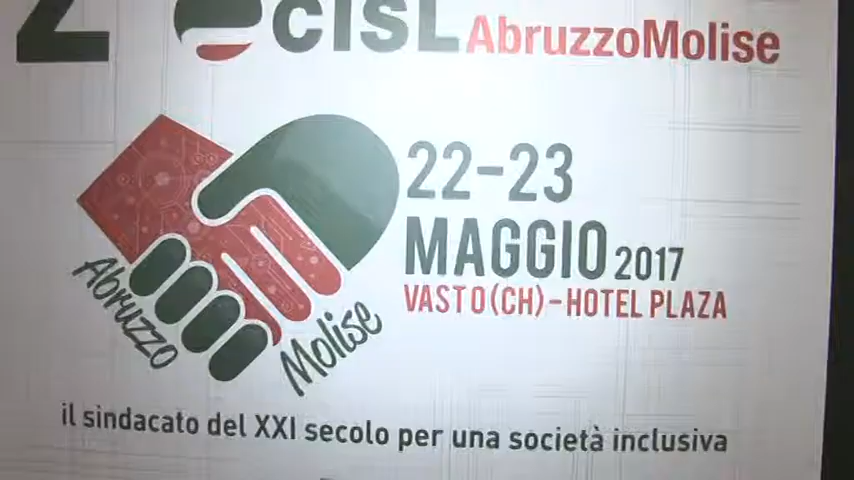 2° CISL AbruzzoMolise
22-23
MAGGIO 2017
VASTO(CH)-HOTEL PLAZA
Abruzzo
Molise
il sindacato del XXI secolo per una società inclusiva